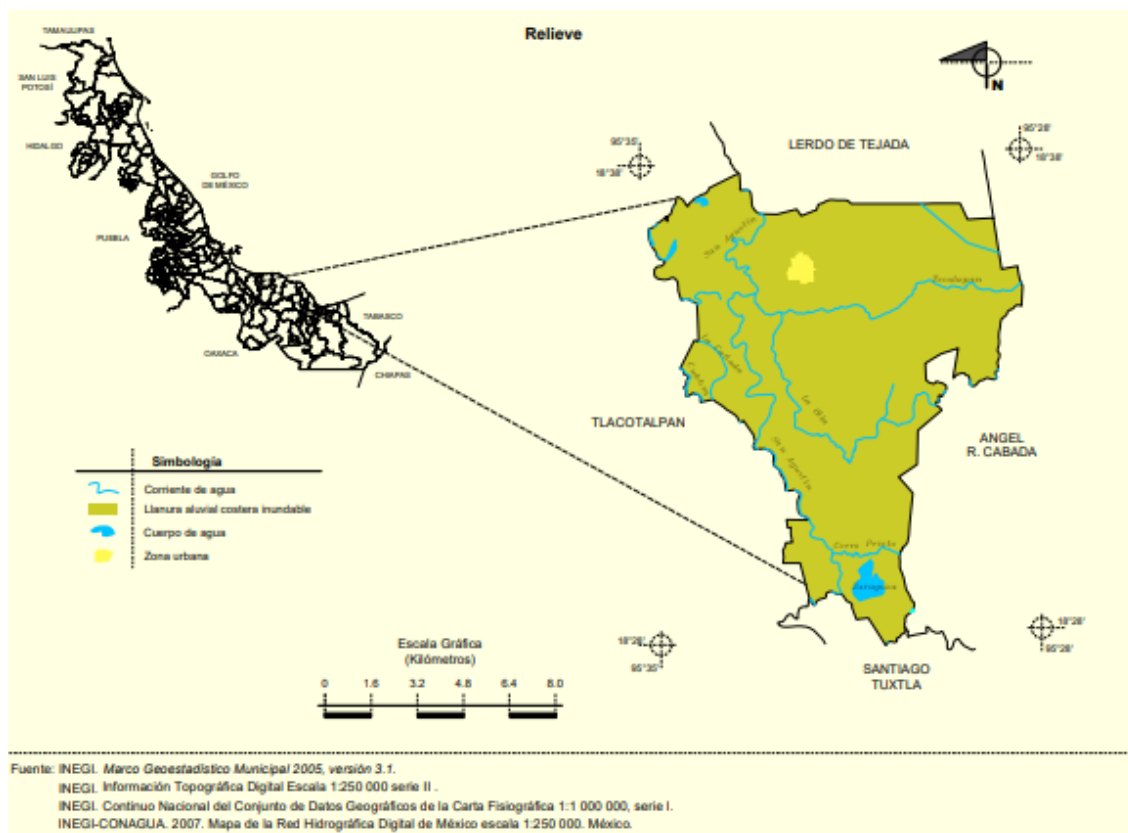 Relieve
TAMAULIPAS
SAN LUIS
POTOSÍ
HIDALGO
GOLFO
DE MÉXICO
PUEBLA
TABASCO
OAXACA
CHIAPAS
N
95°35'
18°38'
LERDO DE TEJADA
95°28'
18°38'
San Agustín
Tecolapan
La Cañada
TLACOTALPAN
San Agustín
ANGEL
R. CABADA
Simbología
Corriente de agua
Llanura aluvial costera inundable
Cuerpo de agua
Zona urbana
Cerro Prieto
Zaragoza
18°28'
95°35'
18°28'
95°28'
SANTIAGO
TUXTLA
Escala Gráfica
(Kilómetros)
0 1.6 3.2 4.8 6.4 8.0
Fuente: INEGI. Marco Geoestadístico Municipal 2005, versión 3.1.
INEGI. Información Topográfica Digital Escala 1:250 000 serie II .
INEGI. Continuo Nacional del Conjunto de Datos Geográficos de la Carta Fisiográfica 1:1 000 000, serie I.
INEGI-CONAGUA. 2007. Mapa de la Red Hidrográfica Digital de México escala 1:250 000. México.